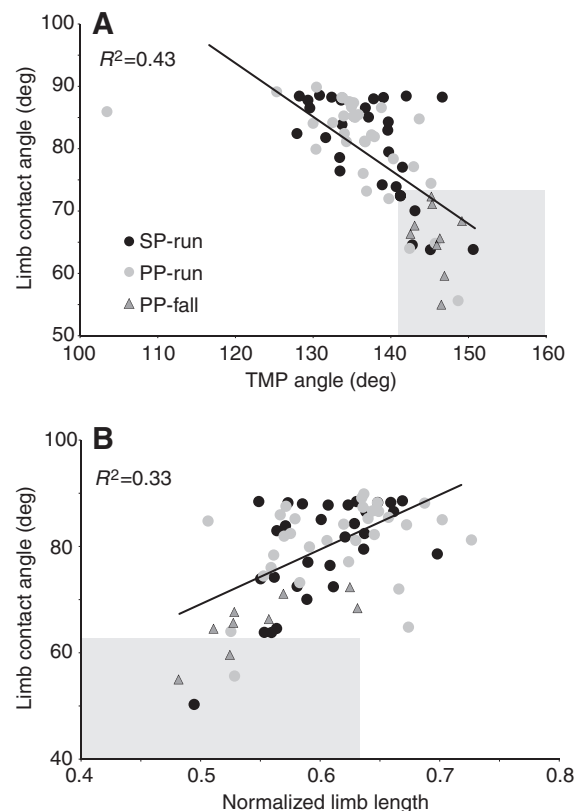 A
R²=0.43
100
90
80
70
60
50
Limb contact angle (deg)
SP-run
PP-run
PP-fall
100 110 120 130 140 150 160
TMP angle (deg)
B
R²=0.33
100
80
60
40
Limb contact angle (deg)
0.4 0.5 0.6 0.7 0.8
Normalized limb length